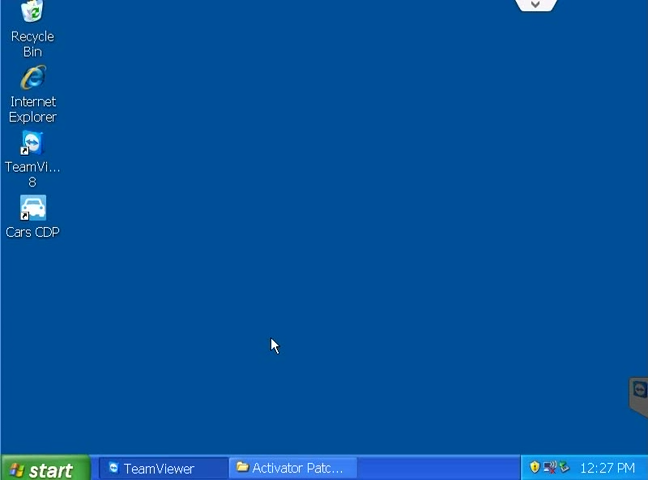 Recycle
Bin
Internet
Explorer
TeamVi...
8
Cars CDP
start
TeamViewer
Activator Patc...
12:27 PM